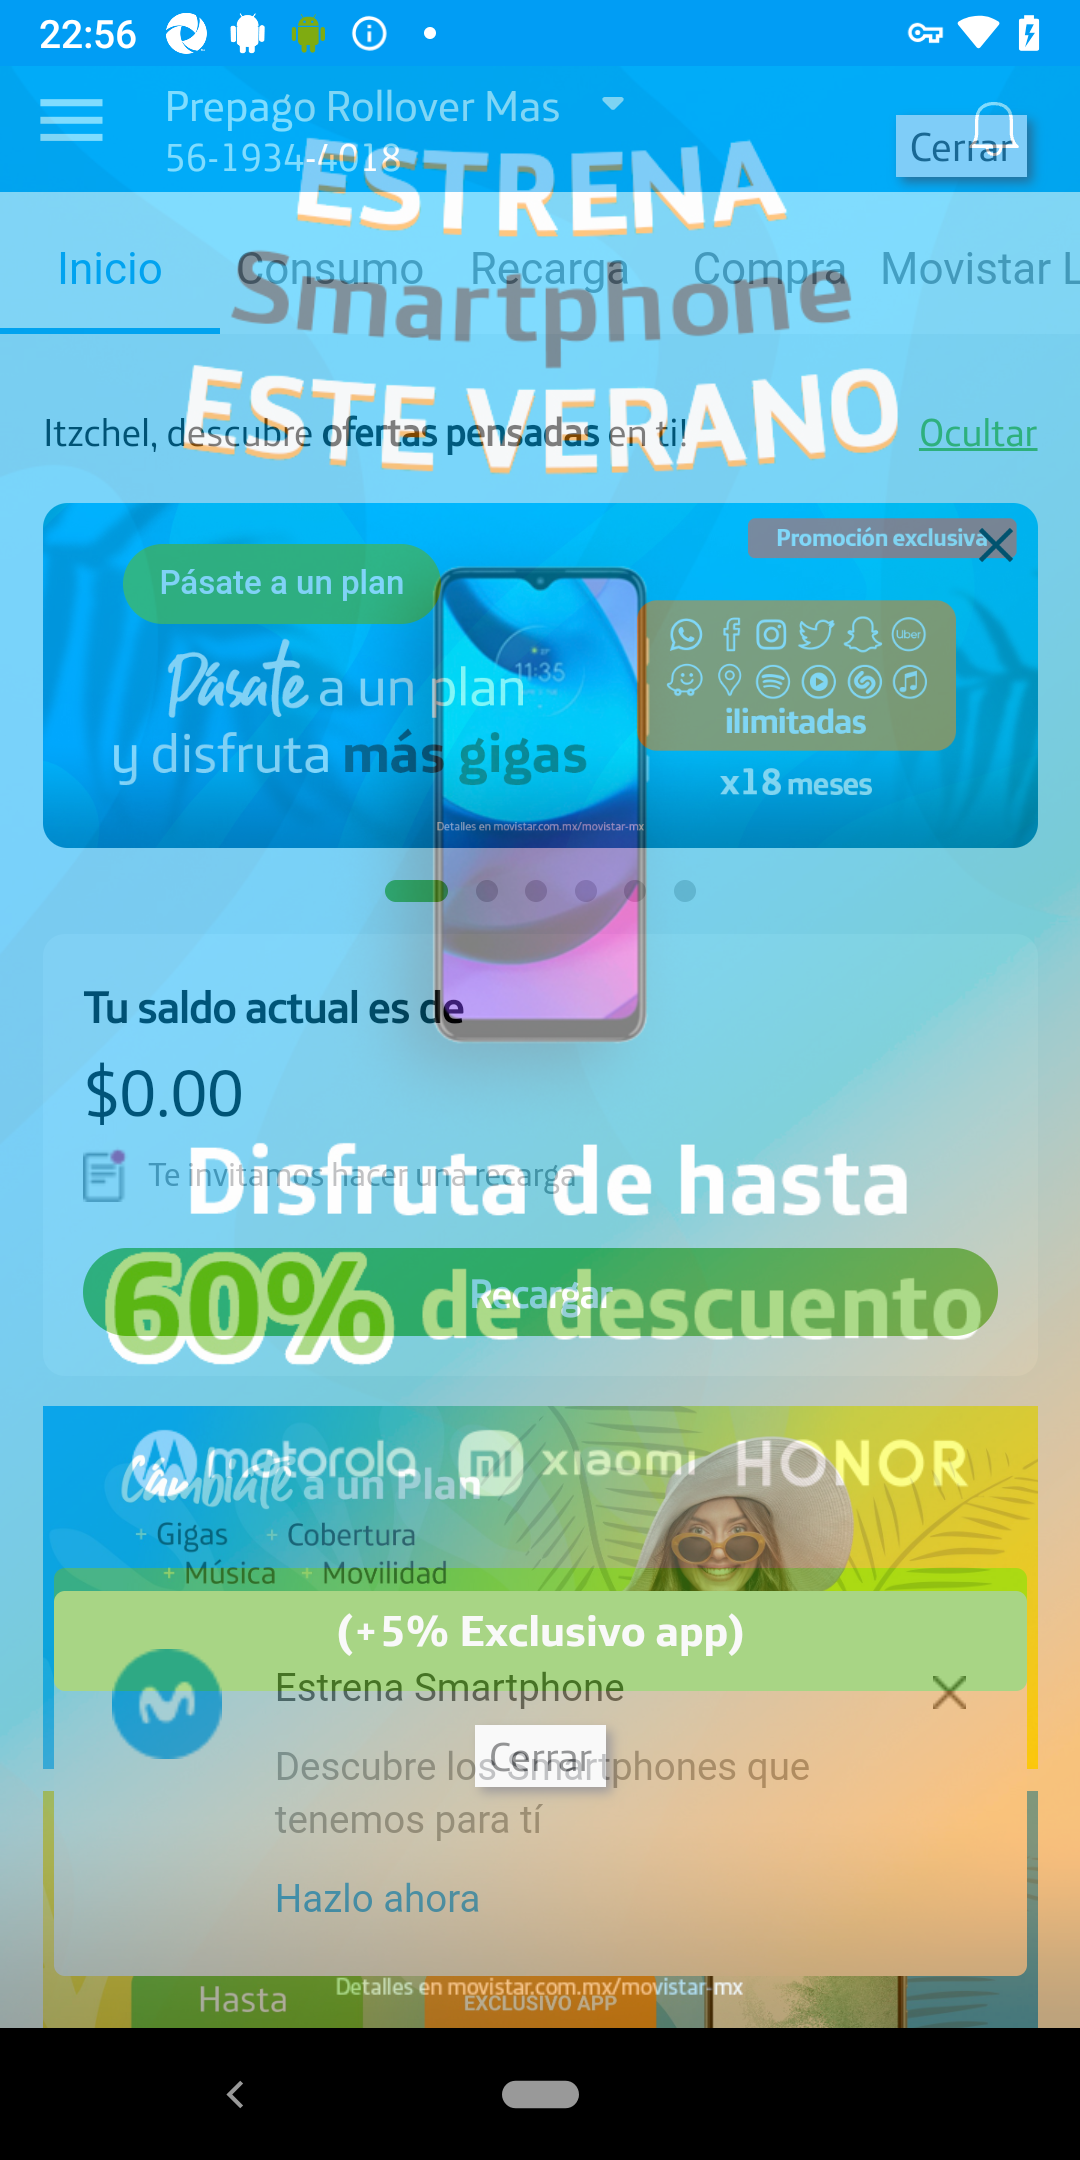 22:56
Prepago Rollover Mas
56-1934-4018
Cerrar
ESTRENA
Inicio Consumo Recarga Compra Movistar L
Smartphone
ESTE VERANO
Itzchel, descubre ofertas pensadas en ti! Ocultar
Promoción exclusiva
Pásate a un plan
Uber
11:35
Pásate a un plan
ilimitadas
y disfruta más gigas
x18 meses
Detalles en movistar.com.mx/movistar-mx
Tu saldo actual es de
$0.00
Te invitamos hacer una recarga
Disfruta de hasta
Recargar
60% de descuento
motorola xiaomi HONOR
Cámbiate a un Plan
+ Gigas + Cobertura
+ Música + Movilidad
(+5% Exclusivo app)
Estrena Smartphone
Cerrar
Descubre los Smartphones que
tenemos para tí
Hazlo ahora
Detalles en movistar.com.mx/movistar-mx
Hasta EXCLUSIVO APP